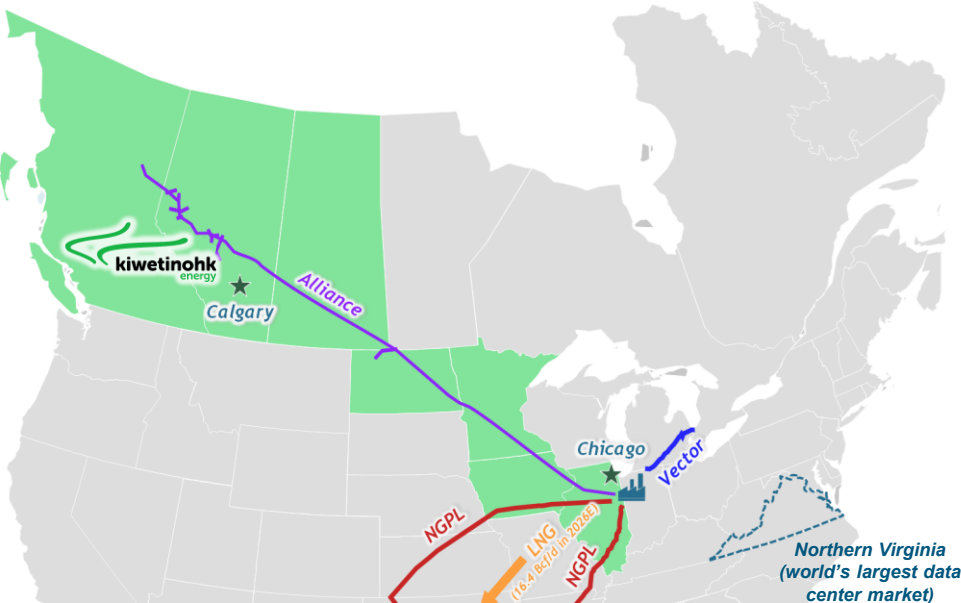 kiwetinohk
energy
Calgary
Alliance
Chicago
Vector
NGPL
LNG
(16.4 Bcf/d in 2026E)
NGPL
Northern Virginia
(world's largest data
center market)